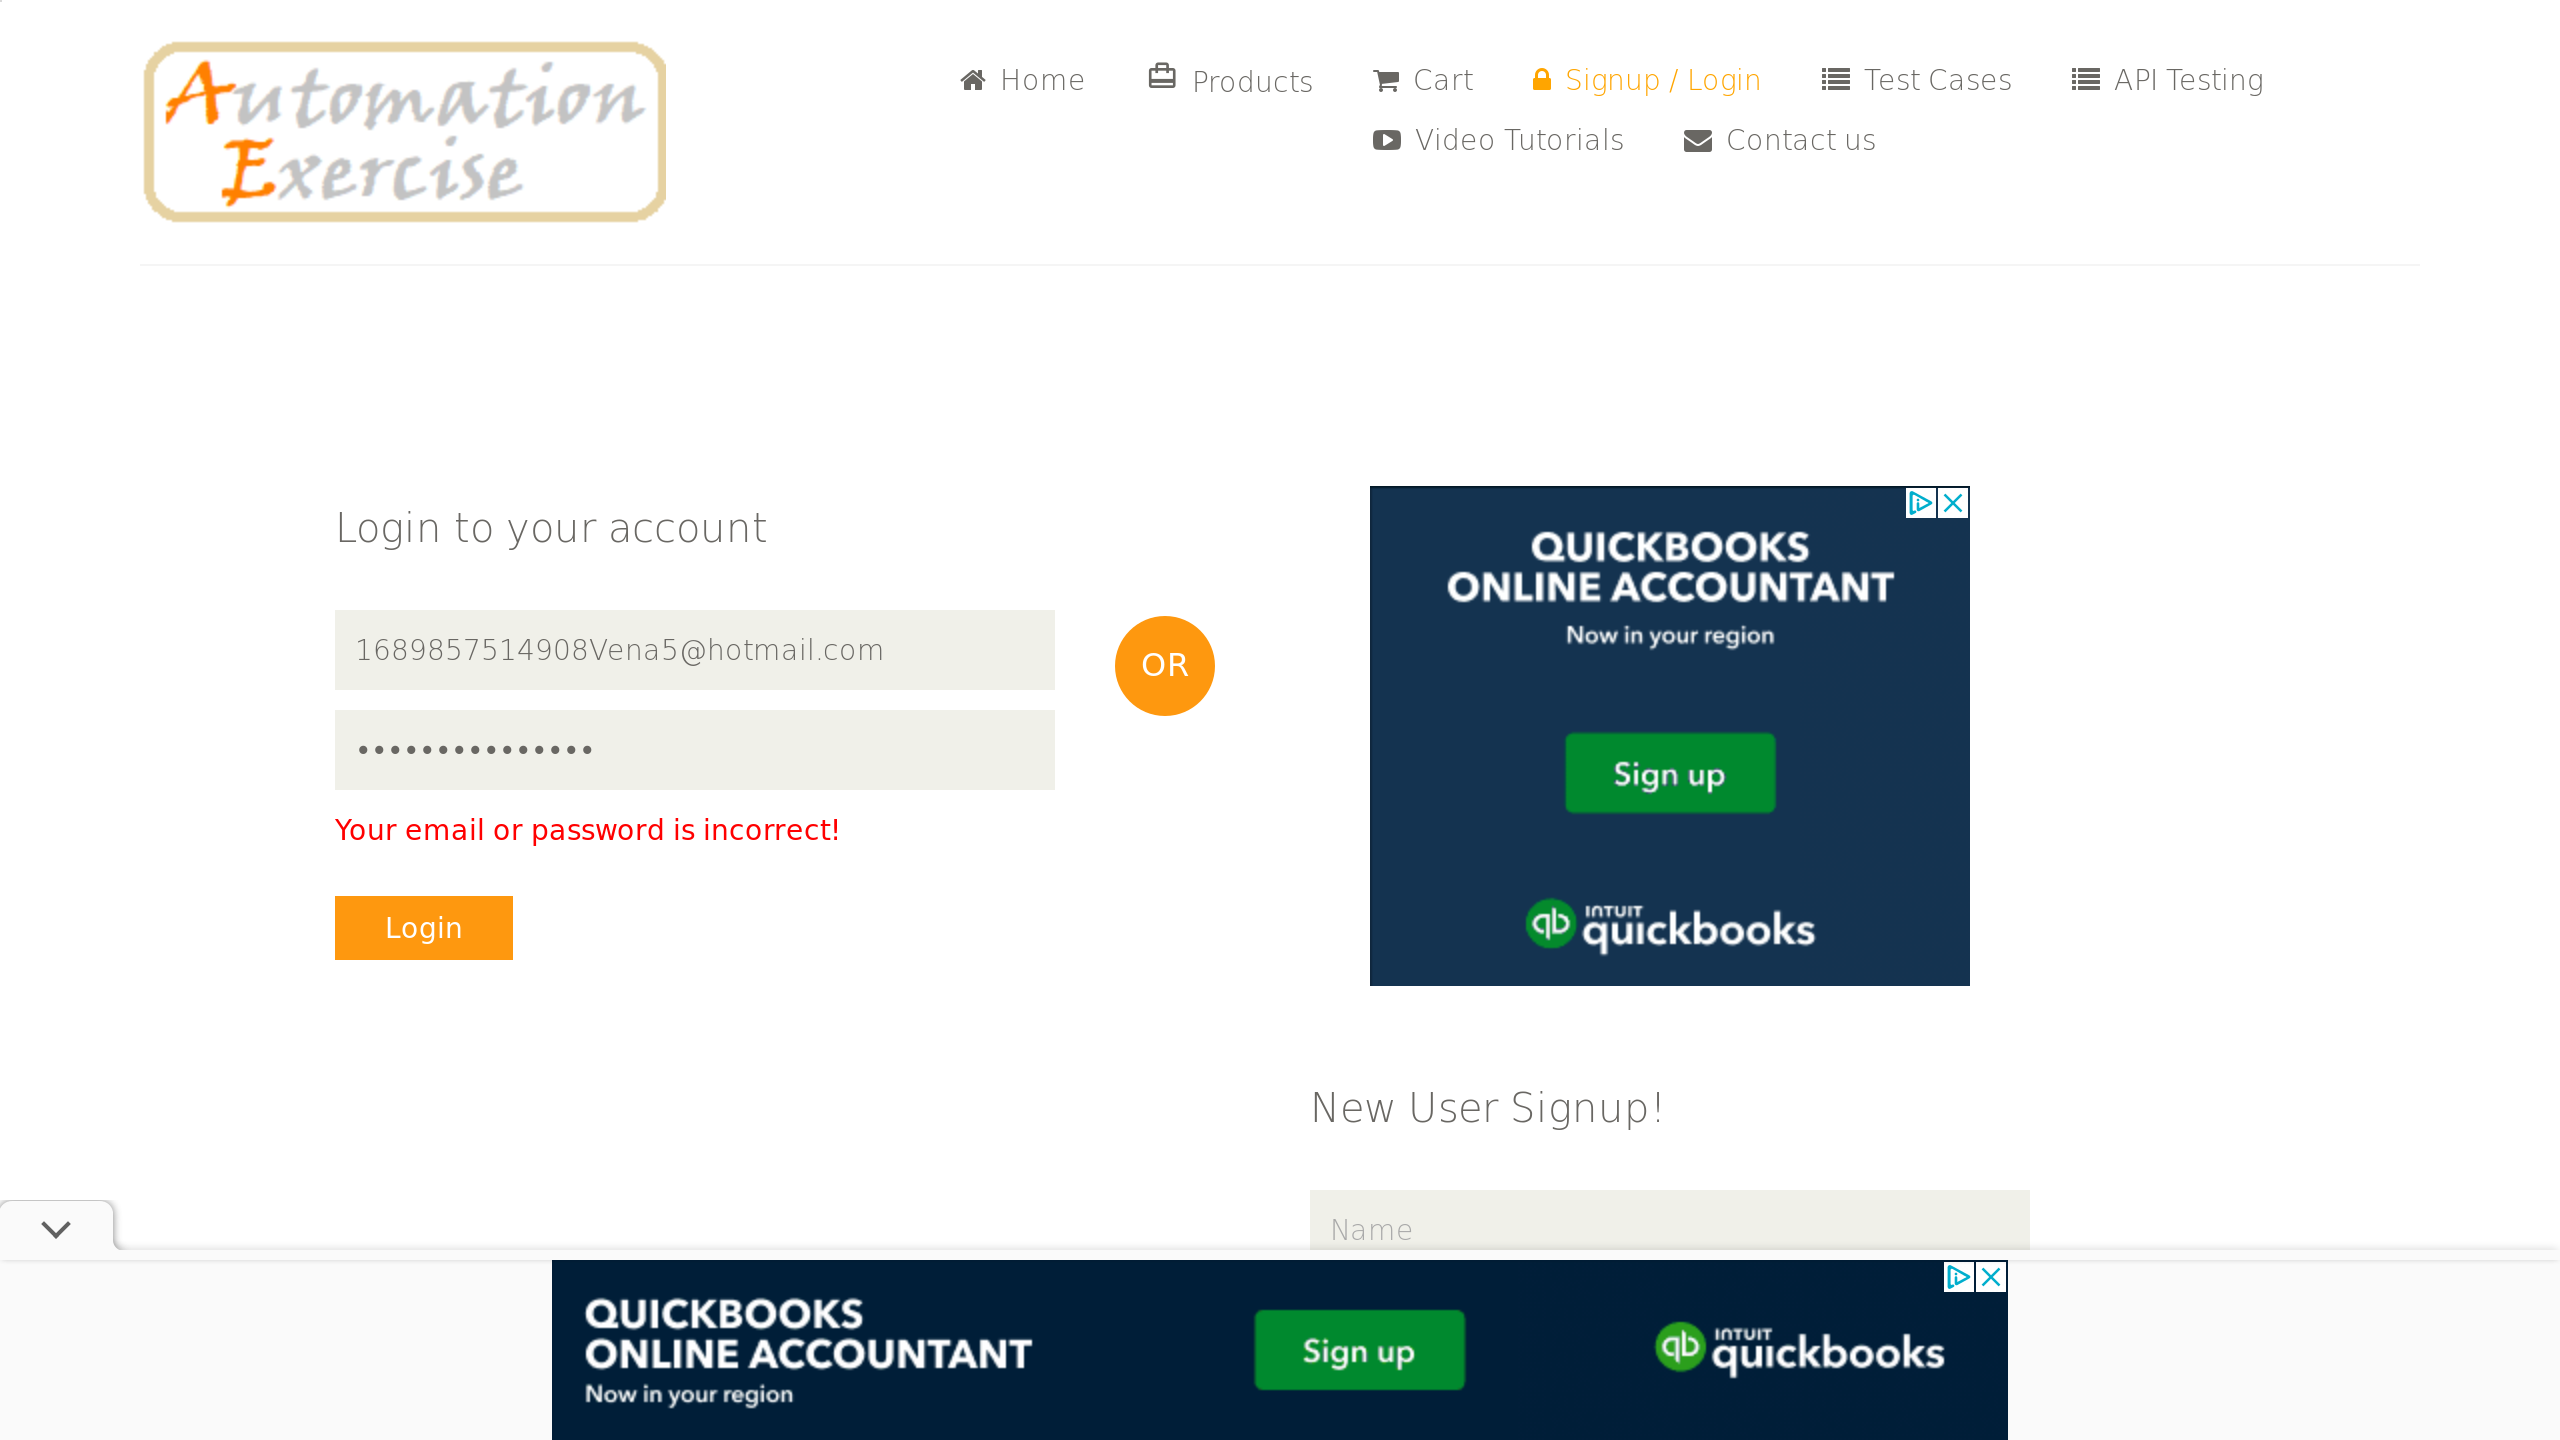 Automation
Exercise
Home
Products
Cart
Signup / Login
Test Cases
API Testing
Video Tutorials
Contact us
Login to your account
1689857514908Vena5@hotmail.com
•••••••••••••••
Your email or password is incorrect!
Login
OR
QUICKBOOKS
ONLINE ACCOUNTANT
Now in your region
Sign up
qb INTUIT
quickbooks
New User Signup!
Name
QUICKBOOKS
ONLINE ACCOUNTANT
Now in your region
Sign up
qb INTUIT
quickbooks